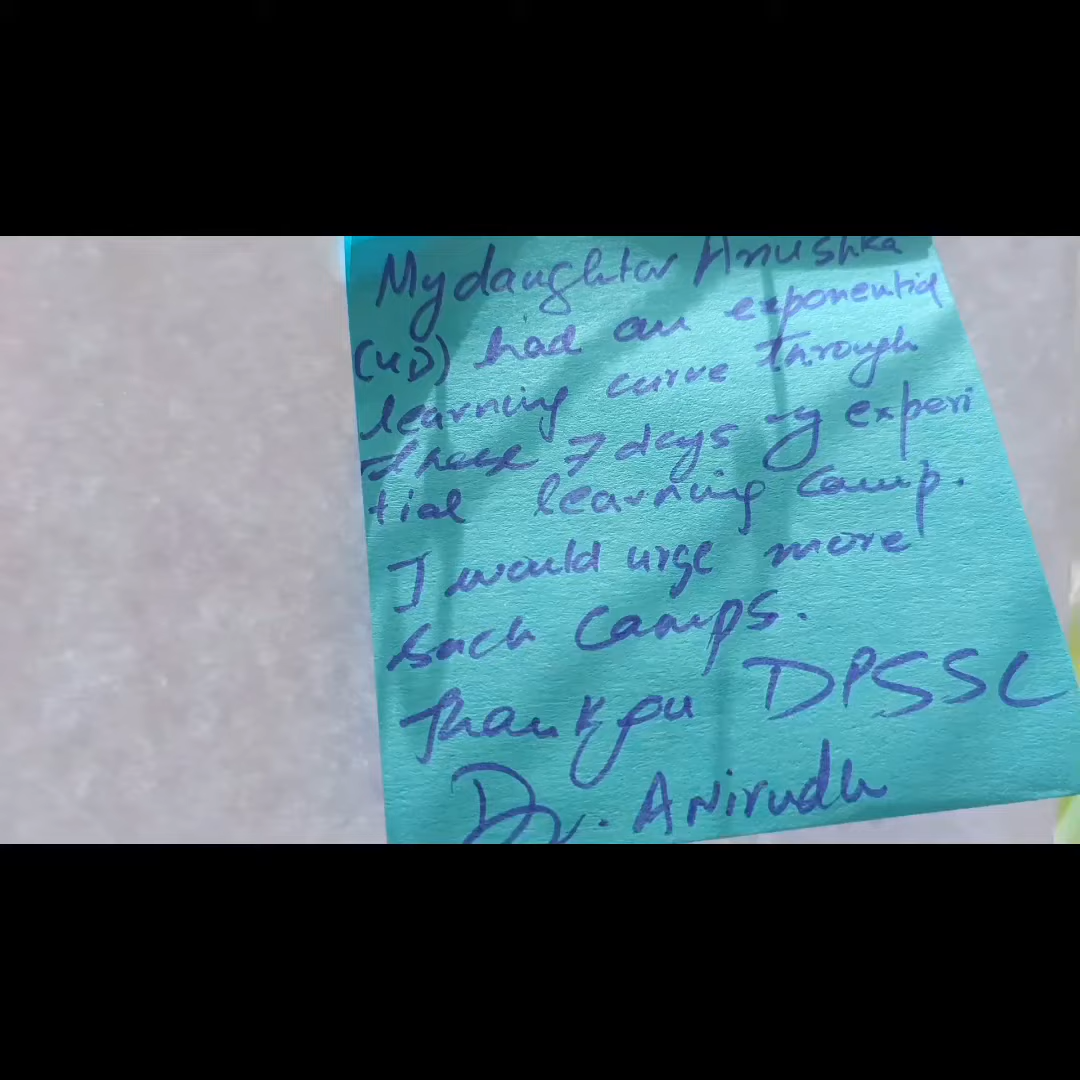 My daughter Anushka
(4D) had an exponential
learning curve through
these 7 days of experi
tial learning camp.
I would urge more
such camps.
Thank you DPSSC
Dr. Anirudh